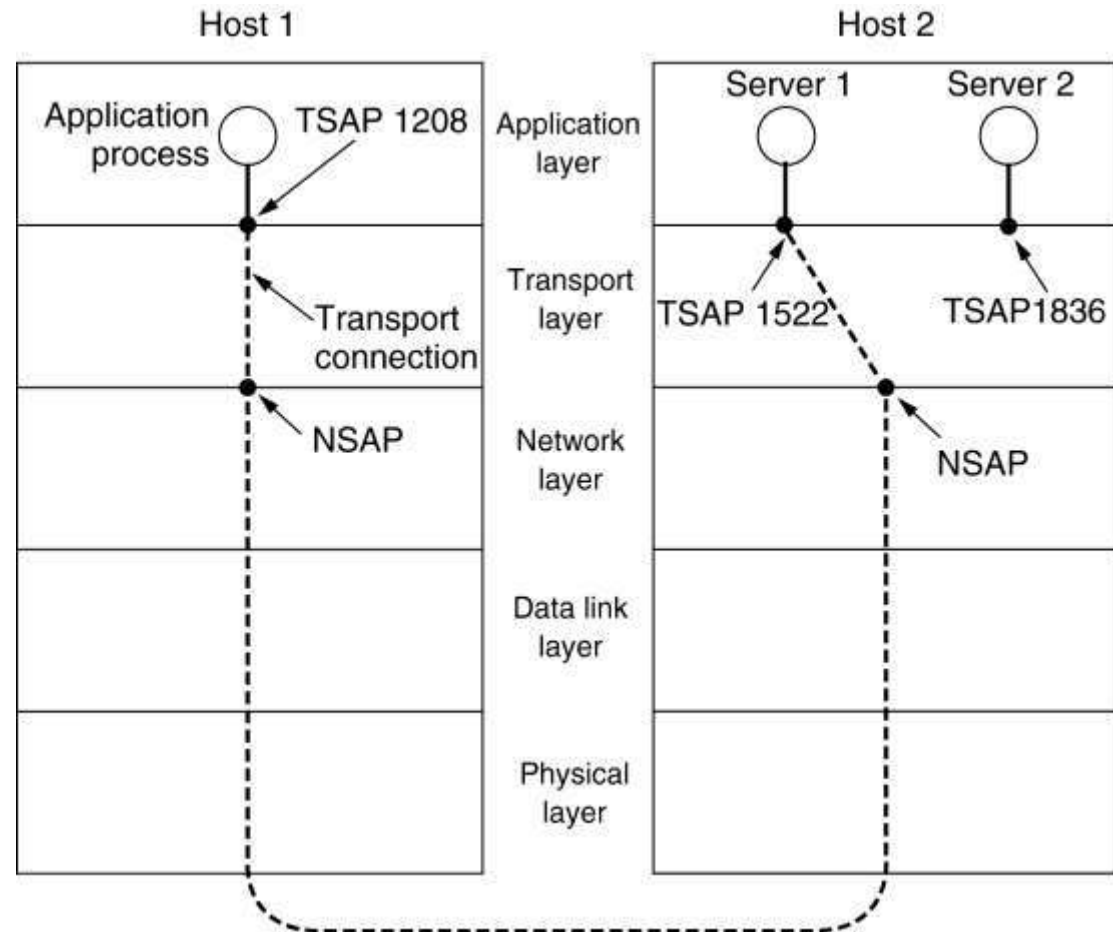 Host 1
Host 2
Application
process
TSAP 1208
Application
layer
Server 1
Server 2
Transport
connection
Transport
layer
TSAP 1522
TSAP1836
NSAP
Network
layer
NSAP
Data link
layer
Physical
layer